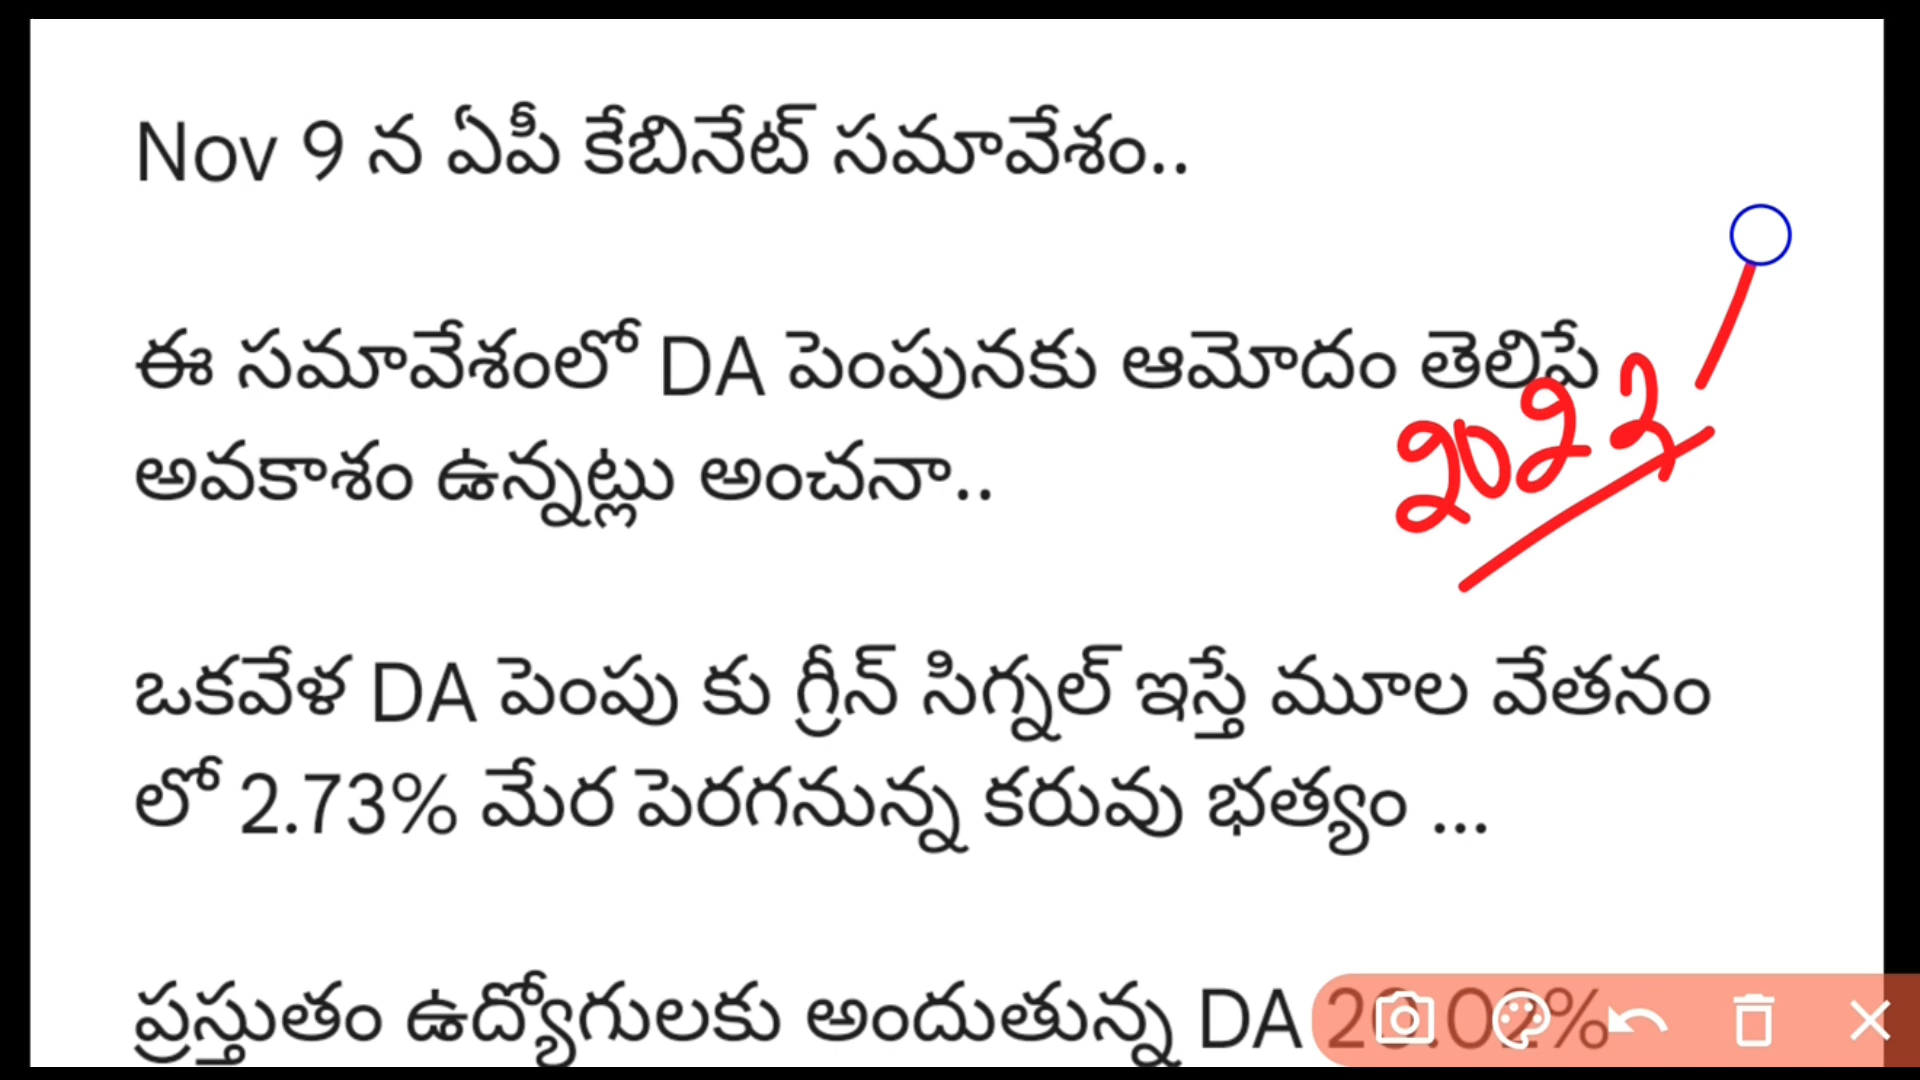 Nov 9 న ఏపీ కేబినేట్ సమావేశం..
ఈ సమావేశంలో DA పెంపునకు ఆమోదం తెలిపే
అవకాశం ఉన్నట్లు అంచనా..
2022
ఒకవేళ DA పెంపు కు గ్రీన్ సిగ్నల్ ఇస్తే మూల వేతనం
లో 2.73% మేర పెరగనున్న కరువు భత్యం ...
ప్రస్తుతం ఉద్యోగులకు అందుతున్న DA